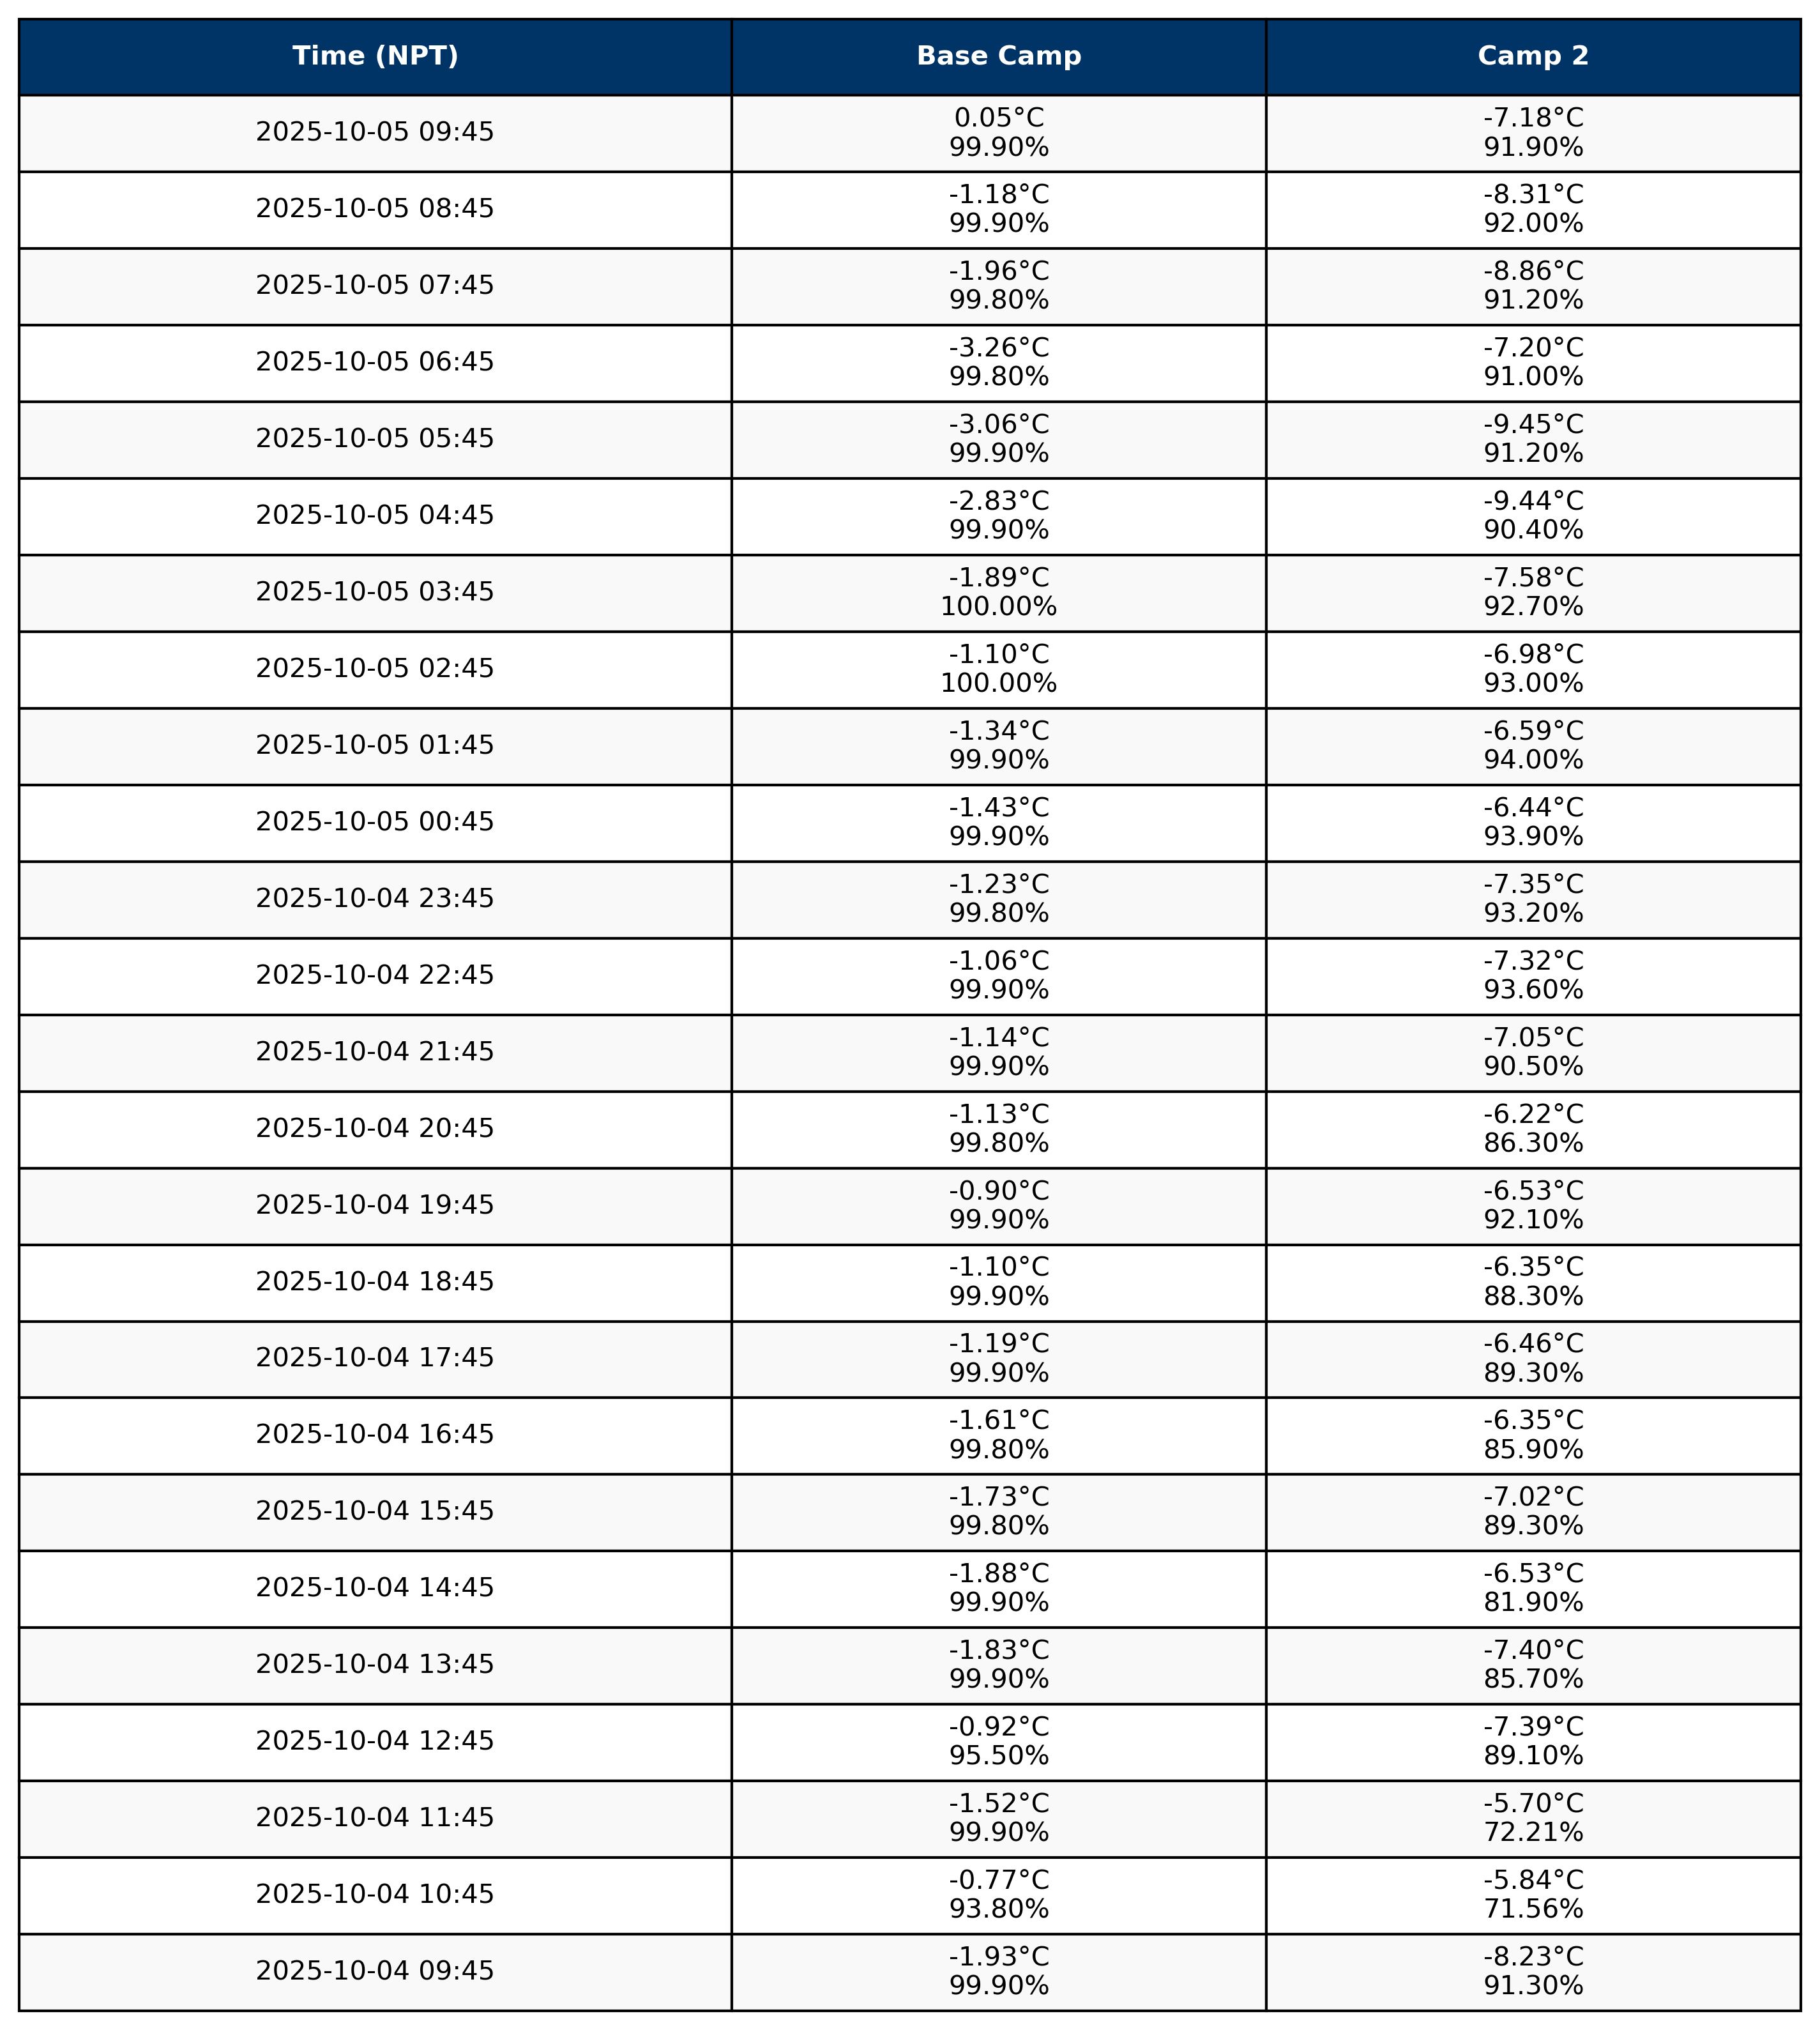 Time (NPT) Base Camp Camp 2
2025-10-05 09:45 0.05°C -7.18°C
99.90% 91.90%
2025-10-05 08:45 -1.18°C -8.31°C
99.90% 92.00%
2025-10-05 07:45 -1.96°C -8.86°C
99.80% 91.20%
2025-10-05 06:45 -3.26°C -7.20°C
99.80% 91.00%
2025-10-05 05:45 -3.06°C -9.45°C
99.90% 91.20%
2025-10-05 04:45 -2.83°C -9.44°C
99.90% 90.40%
2025-10-05 03:45 -1.89°C -7.58°C
100.00% 92.70%
2025-10-05 02:45 -1.10°C -6.98°C
100.00% 93.00%
2025-10-05 01:45 -1.34°C -6.59°C
99.90% 94.00%
2025-10-05 00:45 -1.43°C -6.44°C
99.90% 93.90%
2025-10-04 23:45 -1.23°C -7.35°C
99.80% 93.20%
2025-10-04 22:45 -1.06°C -7.32°C
99.90% 93.60%
2025-10-04 21:45 -1.14°C -7.05°C
99.90% 90.50%
2025-10-04 20:45 -1.13°C -6.22°C
99.80% 86.30%
2025-10-04 19:45 -0.90°C -6.53°C
99.90% 92.10%
2025-10-04 18:45 -1.10°C -6.35°C
99.90% 88.30%
2025-10-04 17:45 -1.19°C -6.46°C
99.90% 89.30%
2025-10-04 16:45 -1.61°C -6.35°C
99.80% 85.90%
2025-10-04 15:45 -1.73°C -7.02°C
99.80% 89.30%
2025-10-04 14:45 -1.88°C -6.53°C
99.90% 81.90%
2025-10-04 13:45 -1.83°C -7.40°C
99.90% 85.70%
2025-10-04 12:45 -0.92°C -7.39°C
95.50% 89.10%
2025-10-04 11:45 -1.52°C -5.70°C
99.90% 72.21%
2025-10-04 10:45 -0.77°C -5.84°C
93.80% 71.56%
2025-10-04 09:45 -1.93°C -8.23°C
99.90% 91.30%